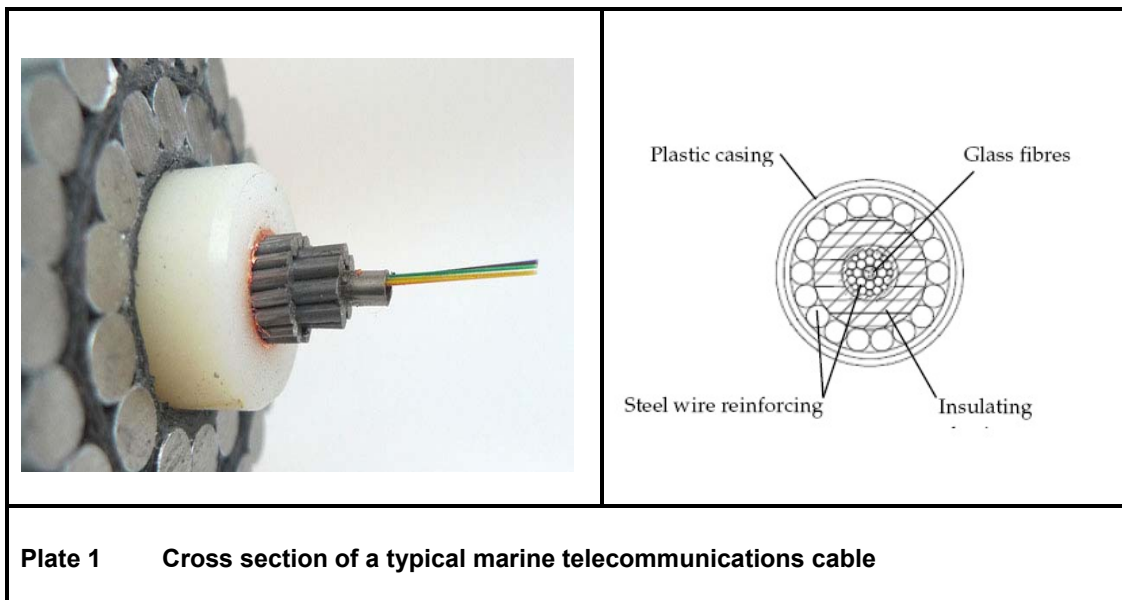 Plastic casing
Glass fibres
Steel wire reinforcing
Insulating
Plate 1 Cross section of a typical marine telecommunications cable